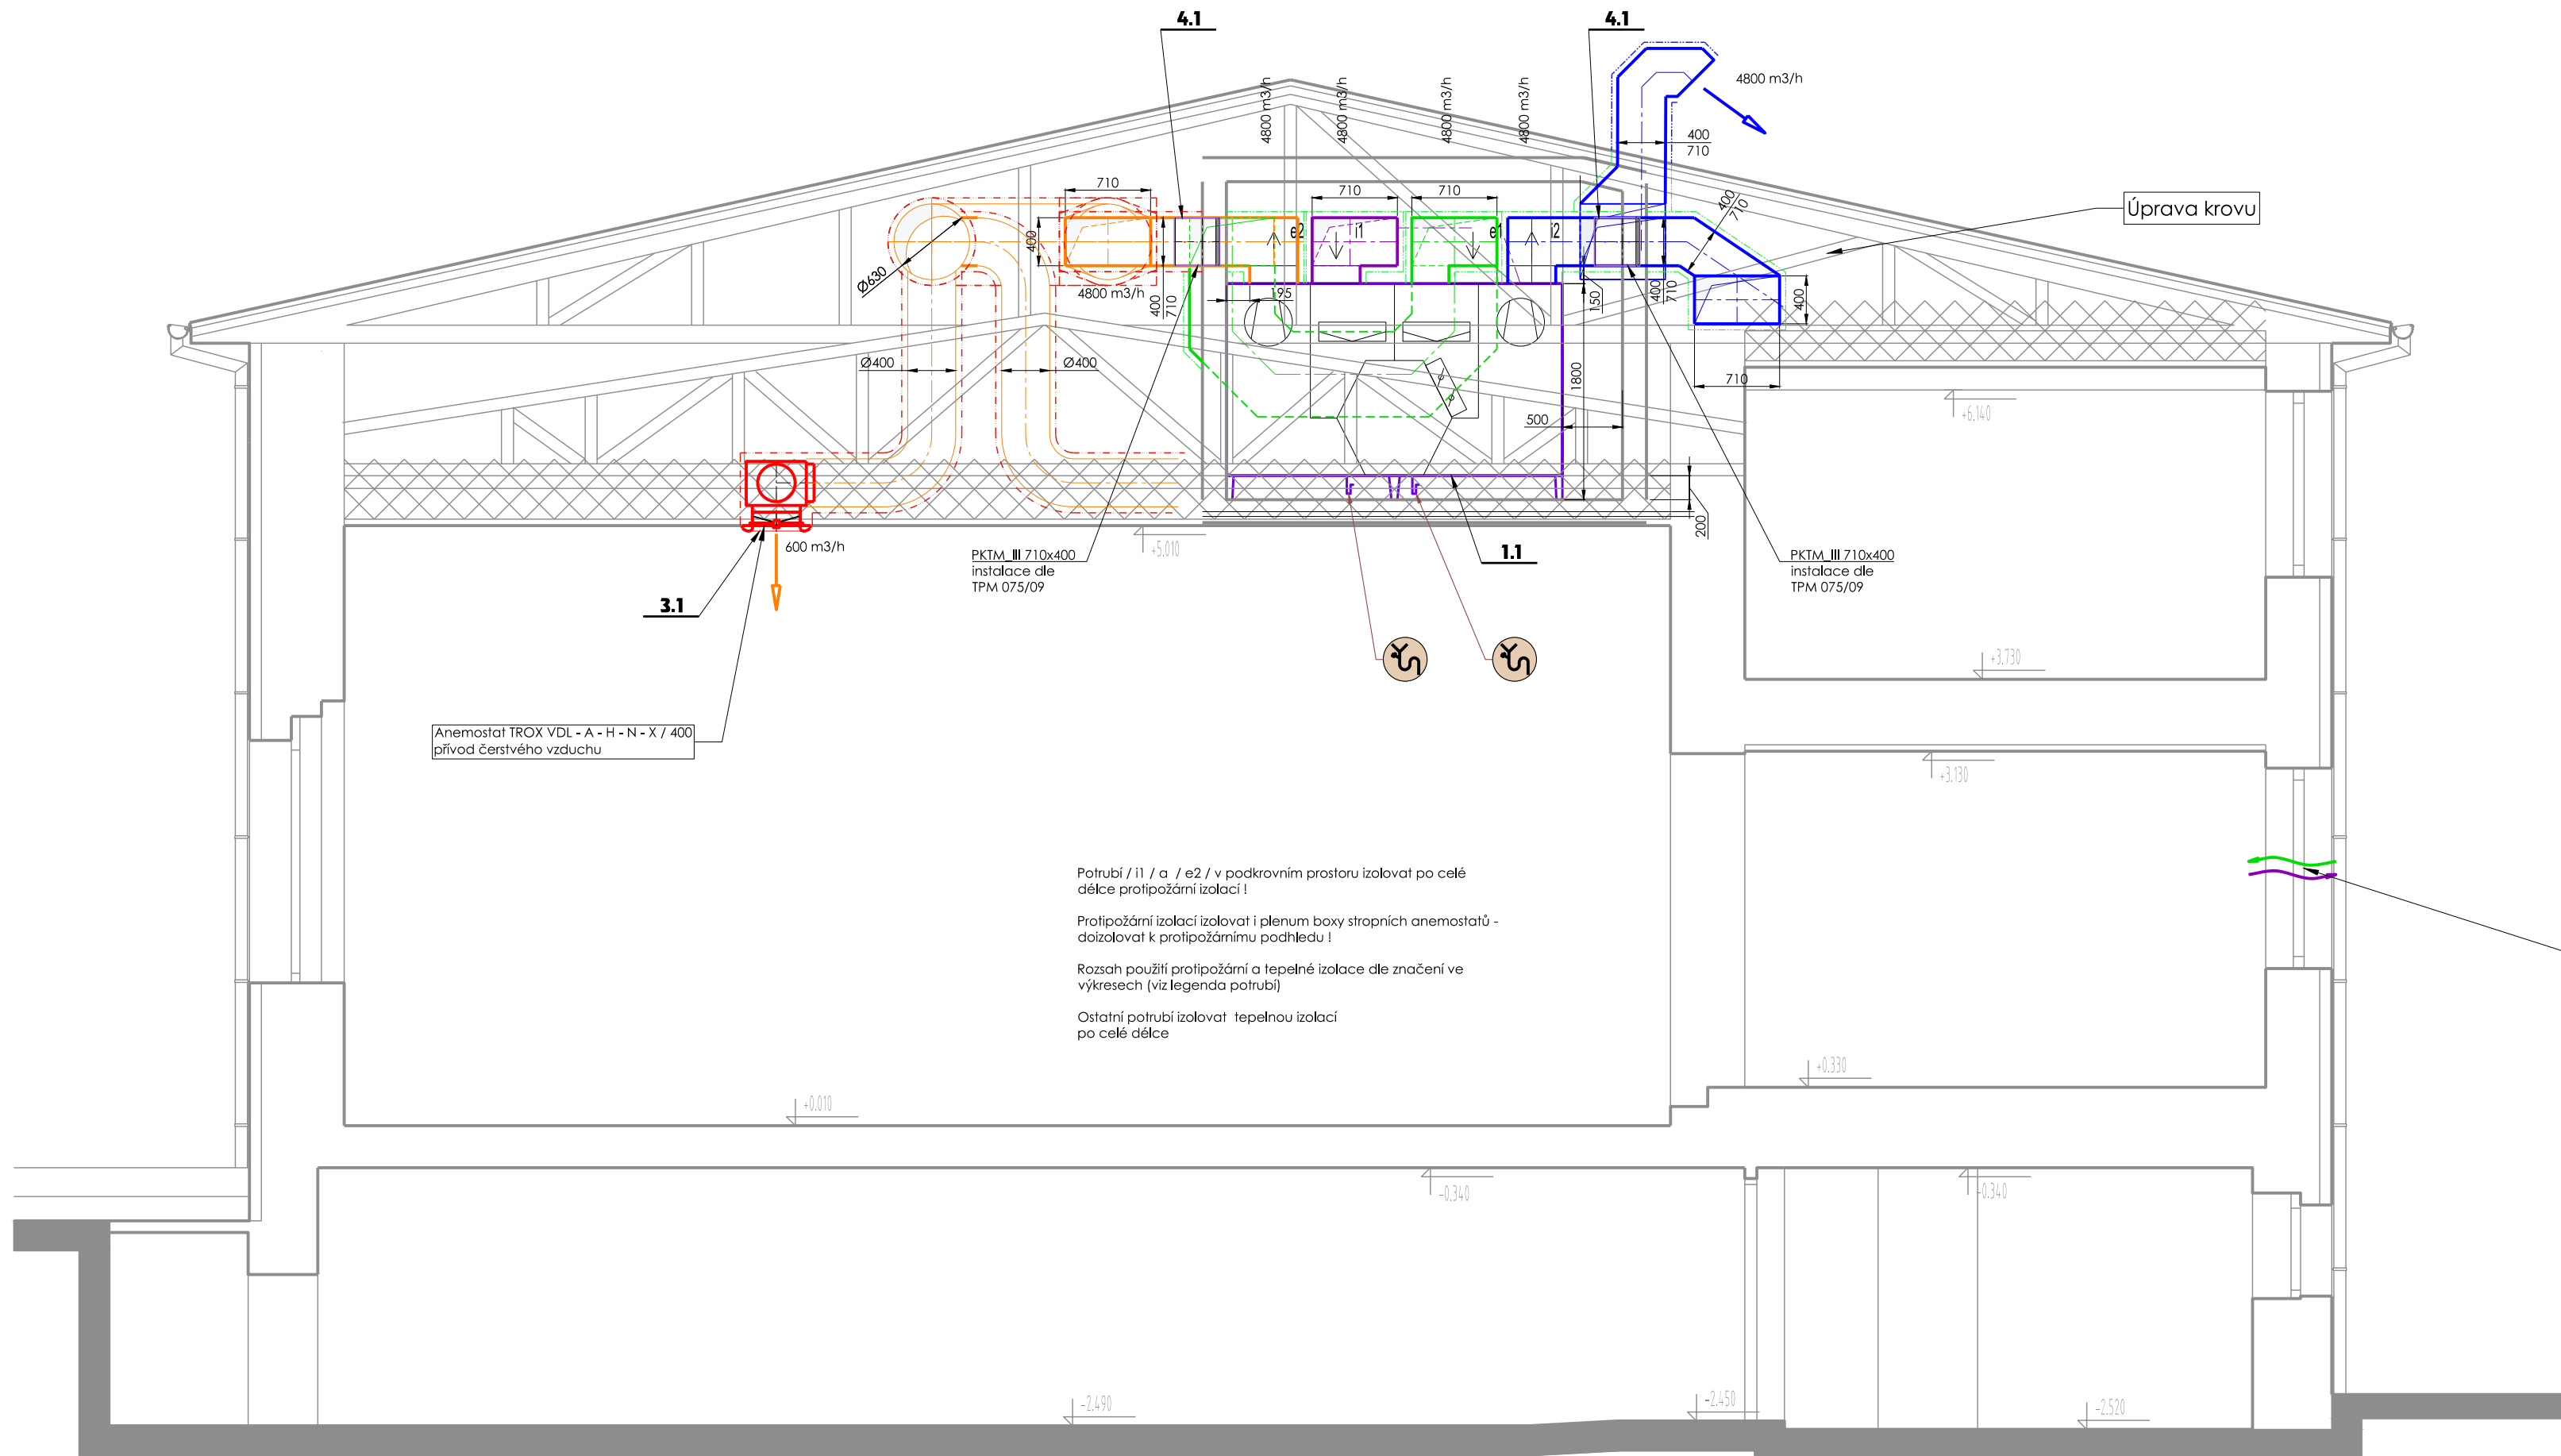 4.1
4.1
4800 m3/h
4800 m3/h
4800 m3/h
4800 m3/h
4800 m3/h
400
710
400
710
Úprava krovu
710
710
710
e2
i1
e1
i2
400
400
710
Ø630
4800 m3/h
195
150
400
710
400
710
Ø400
Ø400
1800
500
200
+6.140
600 m3/h
+5.010
PKTM_III 710x400
instalace dle
TPM 075/09
1.1
PKTM_III 710x400
instalace dle
TPM 075/09
3.1
+3.730
Anemostat TROX VDL - A - H - N - X / 400
přívod čerstvého vzduchu
+3.130
Potrubí / i1 / a / e2 / v podkrovním prostoru izolovat po celé
délce protipožární izolací !
Protipožární izolací izolovat i plenum boxy stropních anemostatů -
doizolovat k protipožárnímu podhledu !
Rozsah použití protipožární a tepelné izolace dle značení ve
výkresech (viz legenda potrubí)
Ostatní potrubí izolovat tepelnou izolací
po celé délce
+0.330
+0.010
-0.340
-0.340
-2.490
-2.450
-2.520